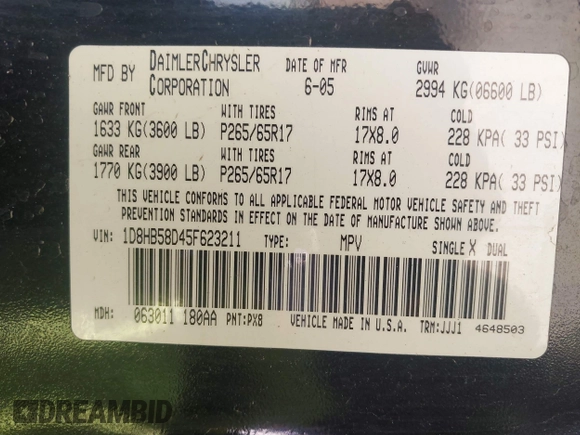 MFD BY DAIMLERCHRYSLER CORPORATION DATE OF MFR 6-05 GVWR 2994 KG(06600 LB)
GAWR FRONT WITH TIRES RIMS AT COLD
1633 KG(3600 LB) P265/65R17 17X8.0 228 KPA( 33 PSI)
GAWR REAR WITH TIRES RIMS AT COLD
1770 KG(3900 LB) P265/65R17 17X8.0 228 KPA( 33 PSI)
THIS VEHICLE CONFORMS TO ALL APPLICABLE FEDERAL MOTOR VEHICLE SAFETY AND THEFT
PREVENTION STANDARDS IN EFFECT ON THE DATE OF MANUFACTURE SHOWN ABOVE.
VIN: 1D8HB58D45F623211 TYPE: MPV SINGLE X DUAL
MDH: 063011 180AA PNT:PX8 VEHICLE MADE IN U.S.A. TRM:JJJ1 4648503
DREAMBID